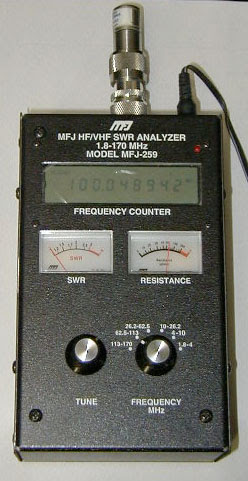 MFJ
MFJ HF/VHF SWR ANALYZER
1.8-170 MHz
MODEL MFJ-259
100.048942
FREQUENCY COUNTER
SWR
SWR
RESISTANCE
26.2-62.5 10-26.2
62.5-113 4-10
113-170 1.8-4
TUNE
FREQUENCY
MHz